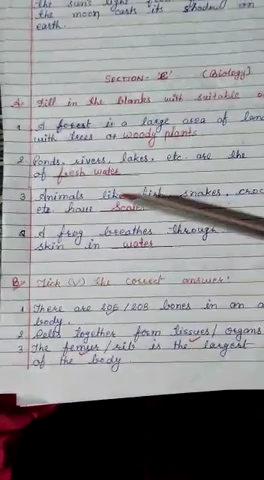 the sun's light
the moon cast its shadow on
earth.
SECTION- 'B' (Biology)
A. Fill in the blanks with suitable
1 A forest is a large area of lan
with trees or woody plants
2 Ponds, rivers, lakes, etc. are the
of fresh water
3 Animals like fish, snakes, croc
etc. have scales
4 A frog breathes through
skin in water
B. Tick (√) the correct answer.
1 There are 206/208 bones in an a
body.
2 Cells together form tissues/ organs
3 The femur/rib is the largest
of the body